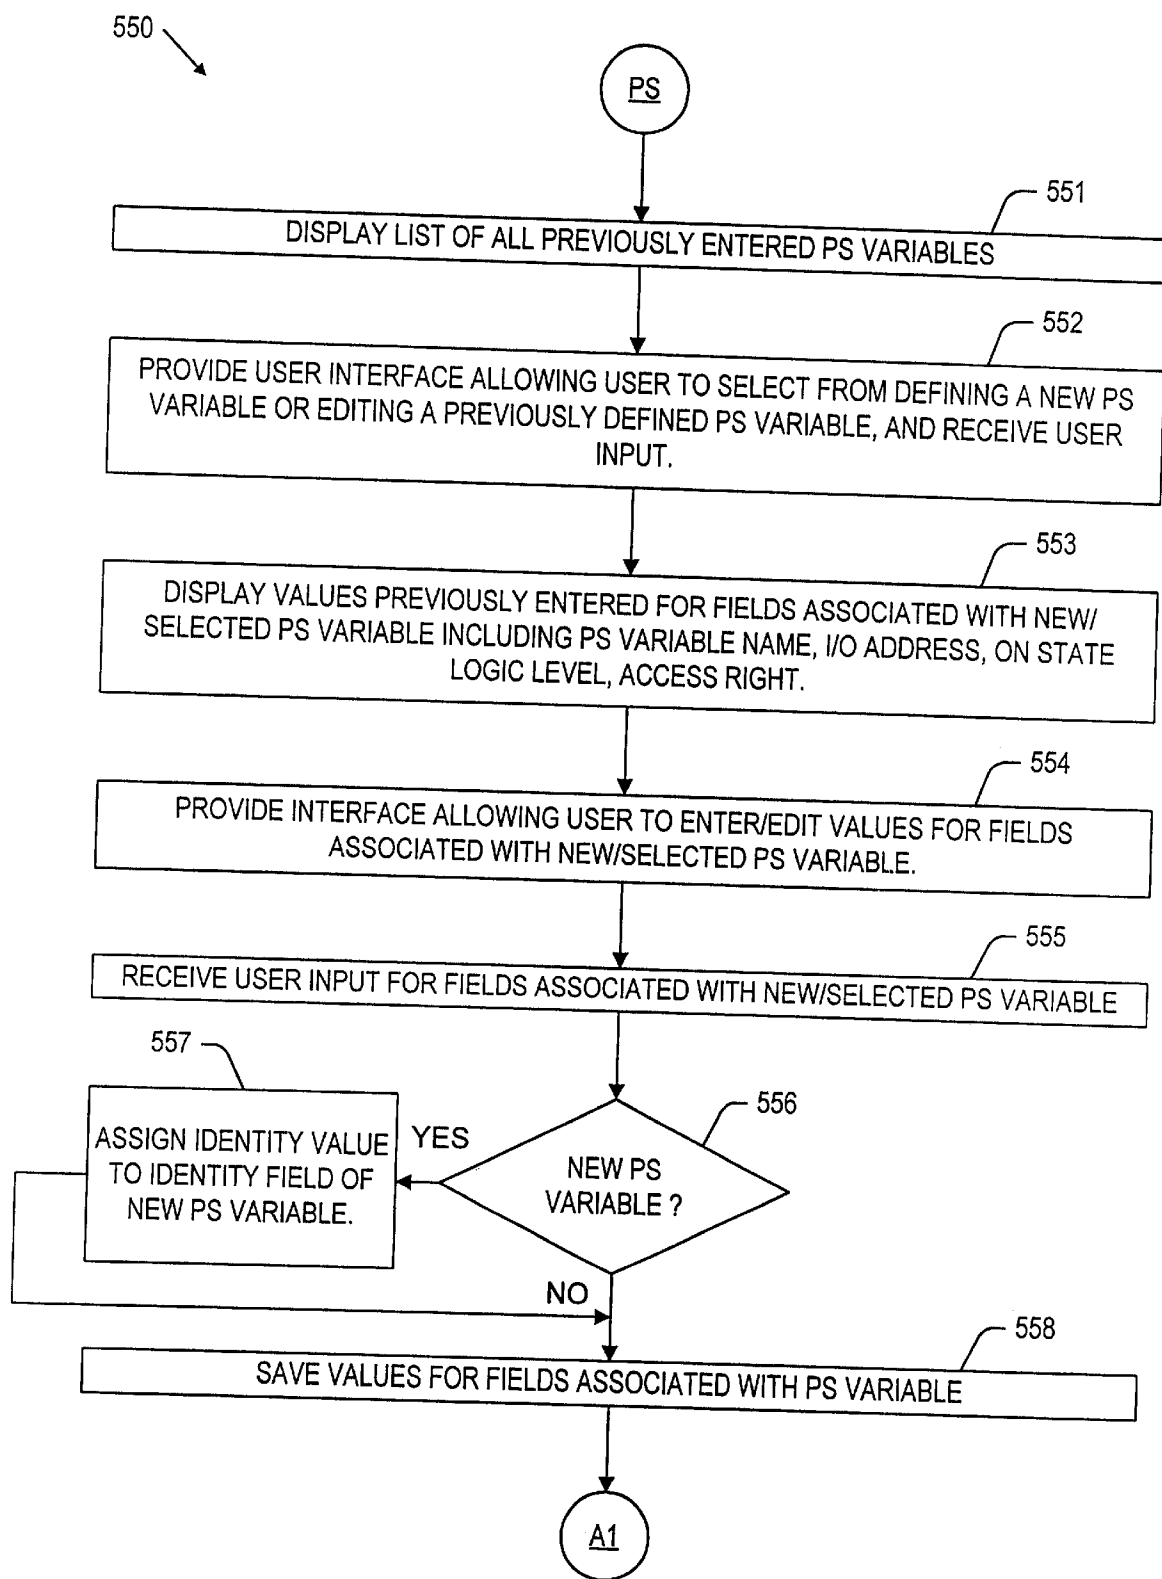 550
PS
551
DISPLAY LIST OF ALL PREVIOUSLY ENTERED PS VARIABLES
552
PROVIDE USER INTERFACE ALLOWING USER TO SELECT FROM DEFINING A NEW PS
VARIABLE OR EDITING A PREVIOUSLY DEFINED PS VARIABLE, AND RECEIVE USER
INPUT.
553
DISPLAY VALUES PREVIOUSLY ENTERED FOR FIELDS ASSOCIATED WITH NEW/
SELECTED PS VARIABLE INCLUDING PS VARIABLE NAME, I/O ADDRESS, ON STATE
LOGIC LEVEL, ACCESS RIGHT.
554
PROVIDE INTERFACE ALLOWING USER TO ENTER/EDIT VALUES FOR FIELDS
ASSOCIATED WITH NEW/SELECTED PS VARIABLE.
555
RECEIVE USER INPUT FOR FIELDS ASSOCIATED WITH NEW/SELECTED PS VARIABLE
557
ASSIGN IDENTITY VALUE
TO IDENTITY FIELD OF
NEW PS VARIABLE.
YES
556
NEW PS
VARIABLE ?
NO
558
SAVE VALUES FOR FIELDS ASSOCIATED WITH PS VARIABLE
A1